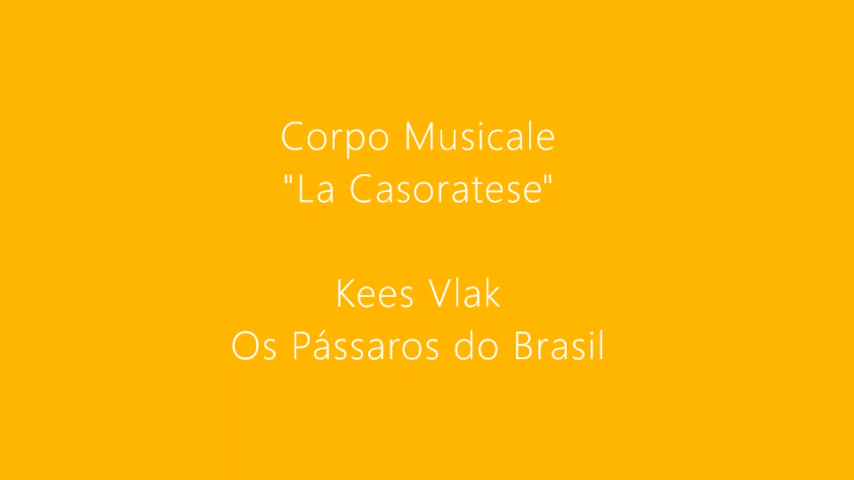 Corpo Musicale
"La Casoratese"
Kees Vlak
Os Pássaros do Brasil